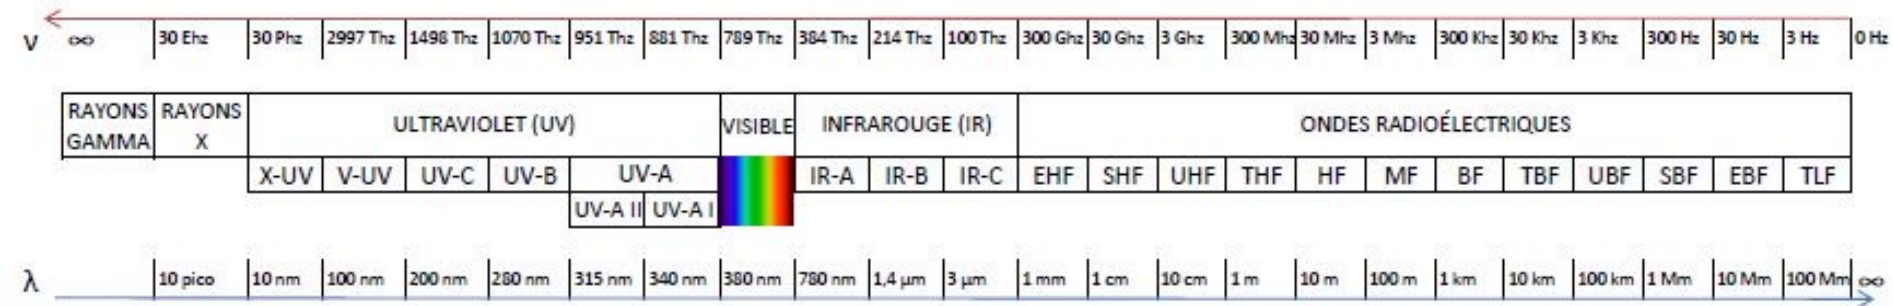 ν ∞ 30 Ehz 30 Phz 2997 Thz 1498 Thz 1070 Thz 951 Thz 881 Thz 789 Thz 384 Thz 214 Thz 100 Thz 300 Ghz 30 Ghz 3 Ghz 300 Mhz 30 Mhz 3 Mhz 300 Khz 30 Khz 3 Khz 300 Hz 30 Hz 3 Hz 0 Hz
RAYONS GAMMA RAYONS X ULTRAVIOLET (UV) VISIBLE INFRAROUGE (IR) ONDES RADIOÉLECTRIQUES
X-UV V-UV UV-C UV-B UV-A IR-A IR-B IR-C EHF SHF UHF THF HF MF BF TBF UBF SBF EBF TLF
UV-A II UV-A I
λ 10 pico 10 nm 100 nm 200 nm 280 nm 315 nm 340 nm 380 nm 780 nm 1,4 µm 3 µm 1 mm 1 cm 10 cm 1 m 10 m 100 m 1 km 10 km 100 km 1 Mm 10 Mm 100 Mm ∞